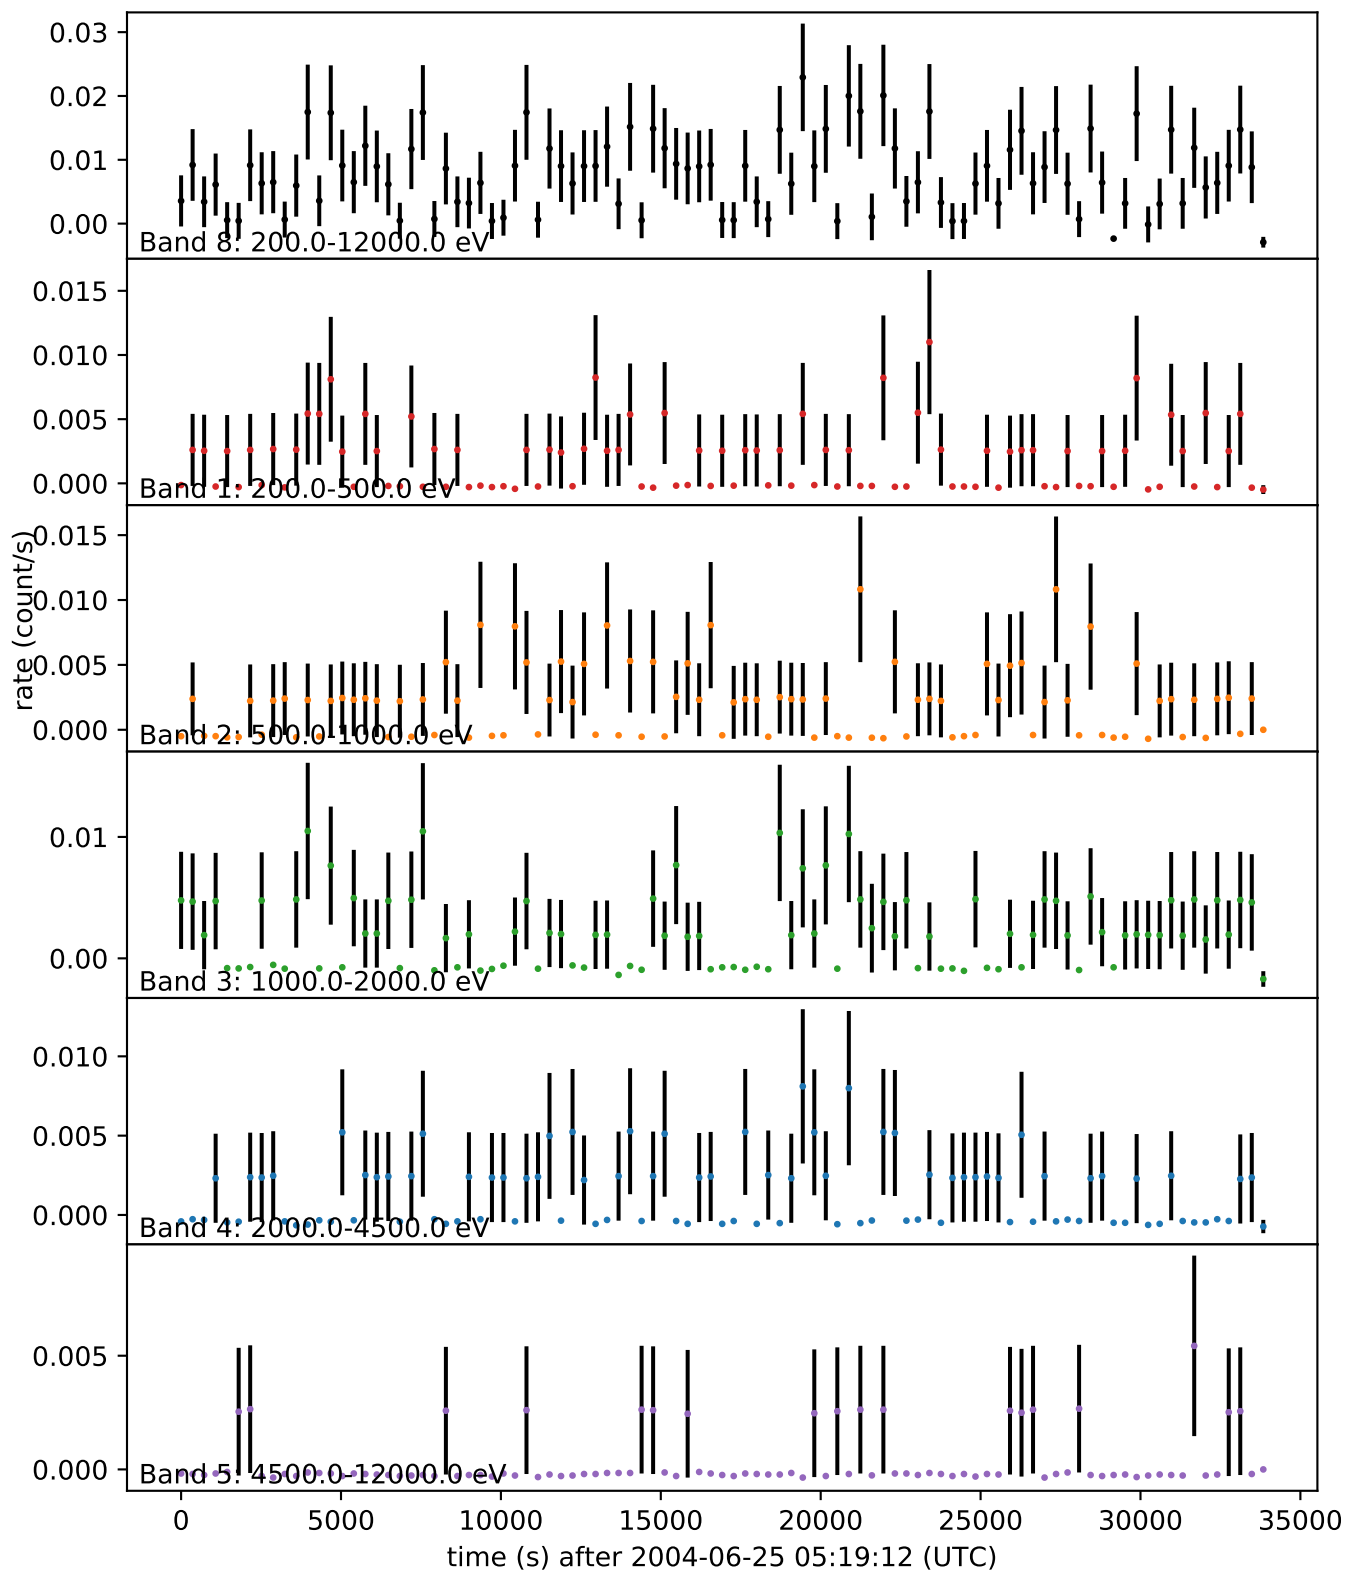 0.03
0.02
0.01
0.00
Band 8: 200.0-12000.0 eV
0.015
0.010
0.005
0.000
Band 1: 200.0-500.0 eV
rate (count/s)
0.015
0.010
0.005
0.000
Band 2: 500.0-1000.0 eV
0.01
0.00
Band 3: 1000.0-2000.0 eV
0.010
0.005
0.000
Band 4: 2000.0-4500.0 eV
0.005
0.000
Band 5: 4500.0-12000.0 eV
0 5000 10000 15000 20000 25000 30000 35000
time (s) after 2004-06-25 05:19:12 (UTC)